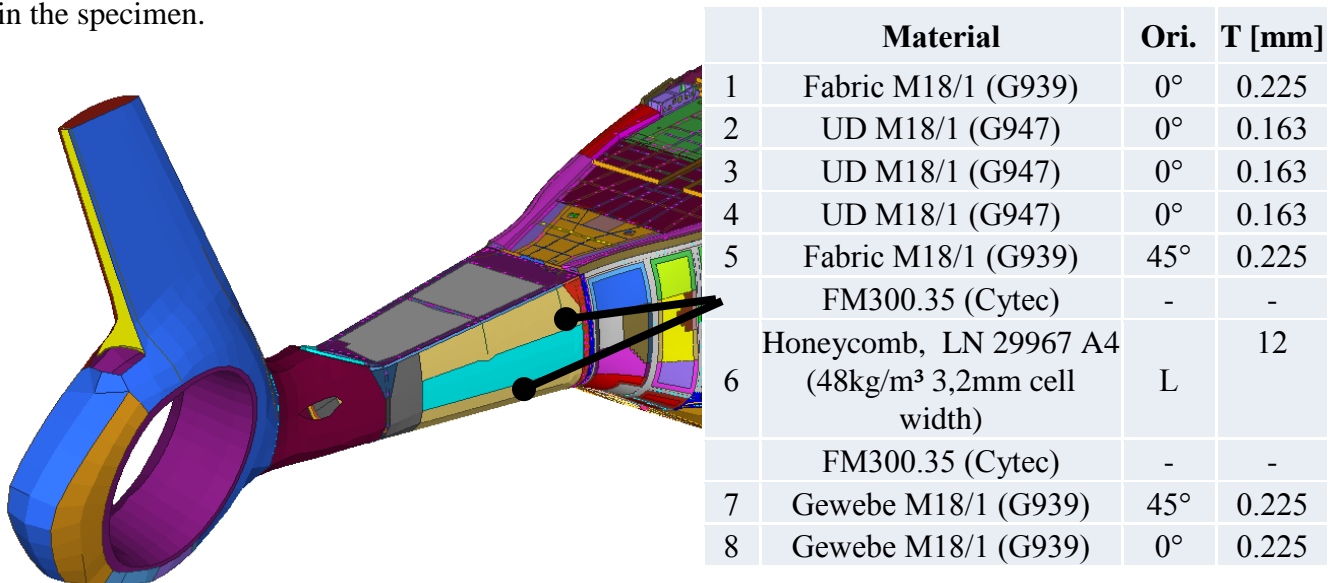 in the specimen.
Material Ori. T [mm]
1 Fabric M18/1 (G939) 0° 0.225
2 UD M18/1 (G947) 0° 0.163
3 UD M18/1 (G947) 0° 0.163
4 UD M18/1 (G947) 0° 0.163
5 Fabric M18/1 (G939) 45° 0.225
FM300.35 (Cytec) - -
Honeycomb, LN 29967 A4 12
6 (48kg/m³ 3,2mm cell L
width)
FM300.35 (Cytec) - -
7 Gewebe M18/1 (G939) 45° 0.225
8 Gewebe M18/1 (G939) 0° 0.225